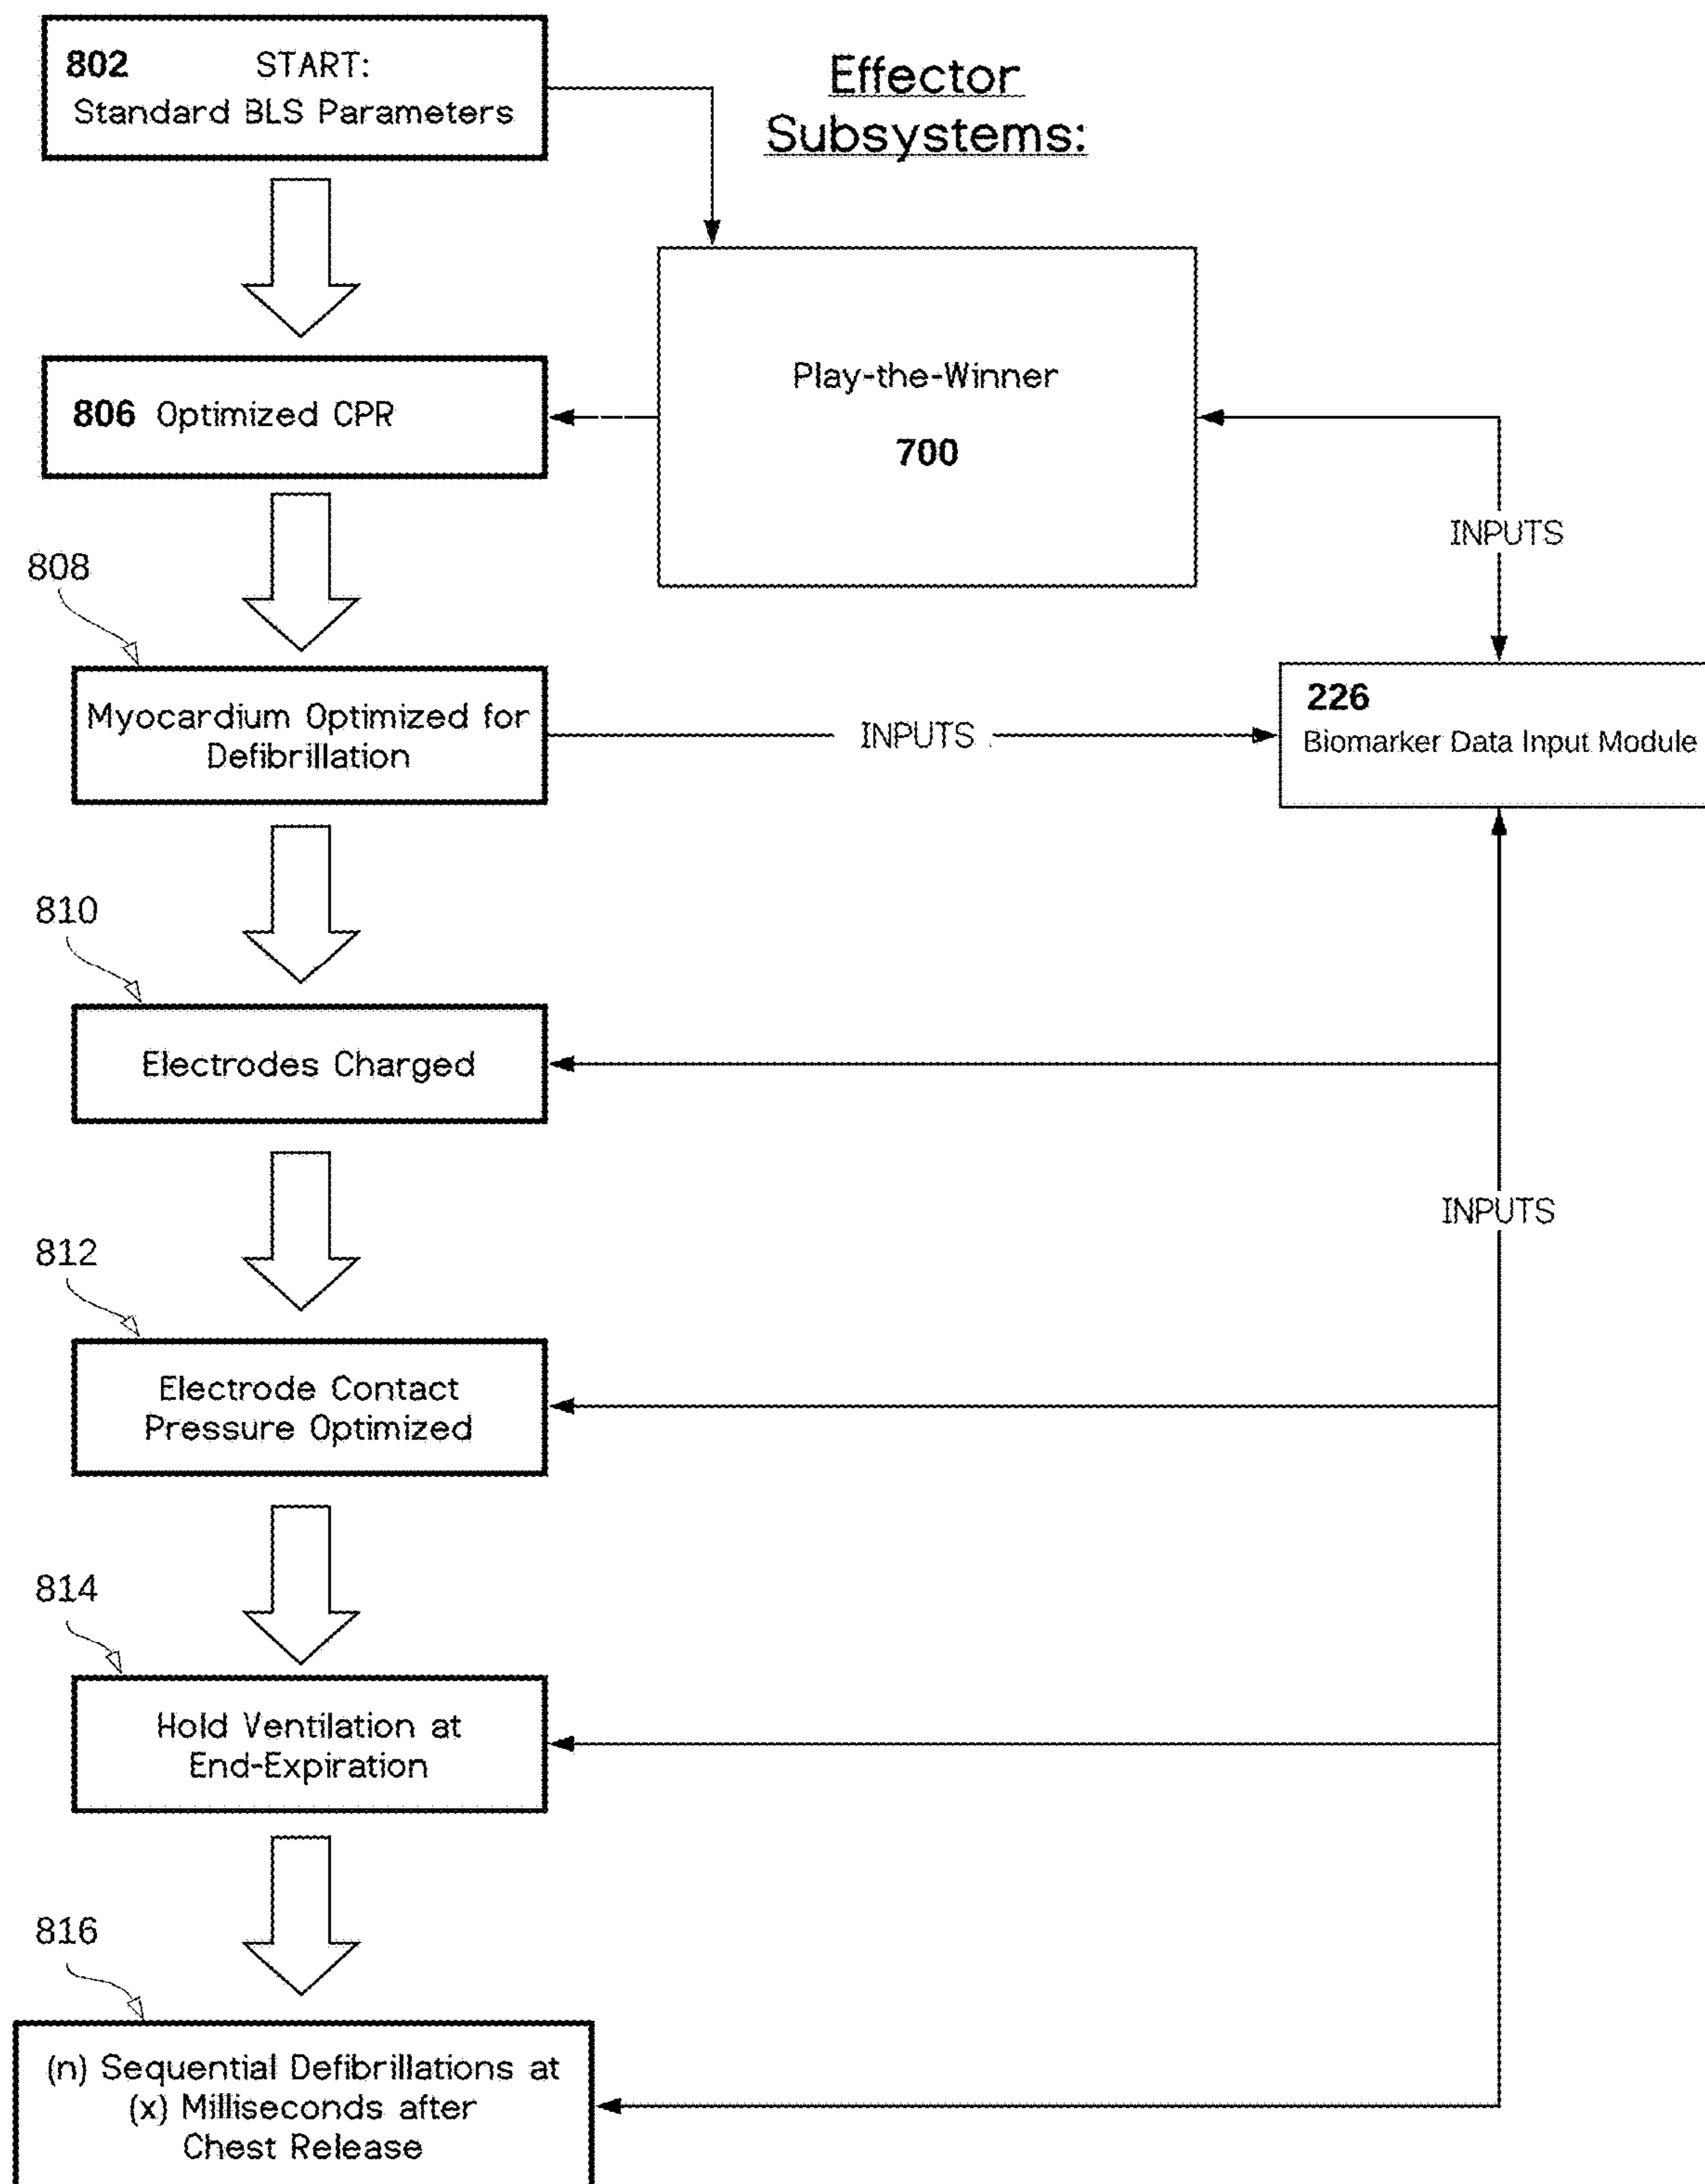 802 START:
Standard BLS Parameters
Effector
Subsystems:
806 Optimized CPR
Play-the-Winner
700
INPUTS
808
Myocardium Optimized for
Defibrillation
INPUTS
226
Biomarker Data Input Module
810
Electrodes Charged
INPUTS
812
Electrode Contact
Pressure Optimized
814
Hold Ventilation at
End-Expiration
816
(n) Sequential Defibrillations at
(x) Milliseconds after
Chest Release